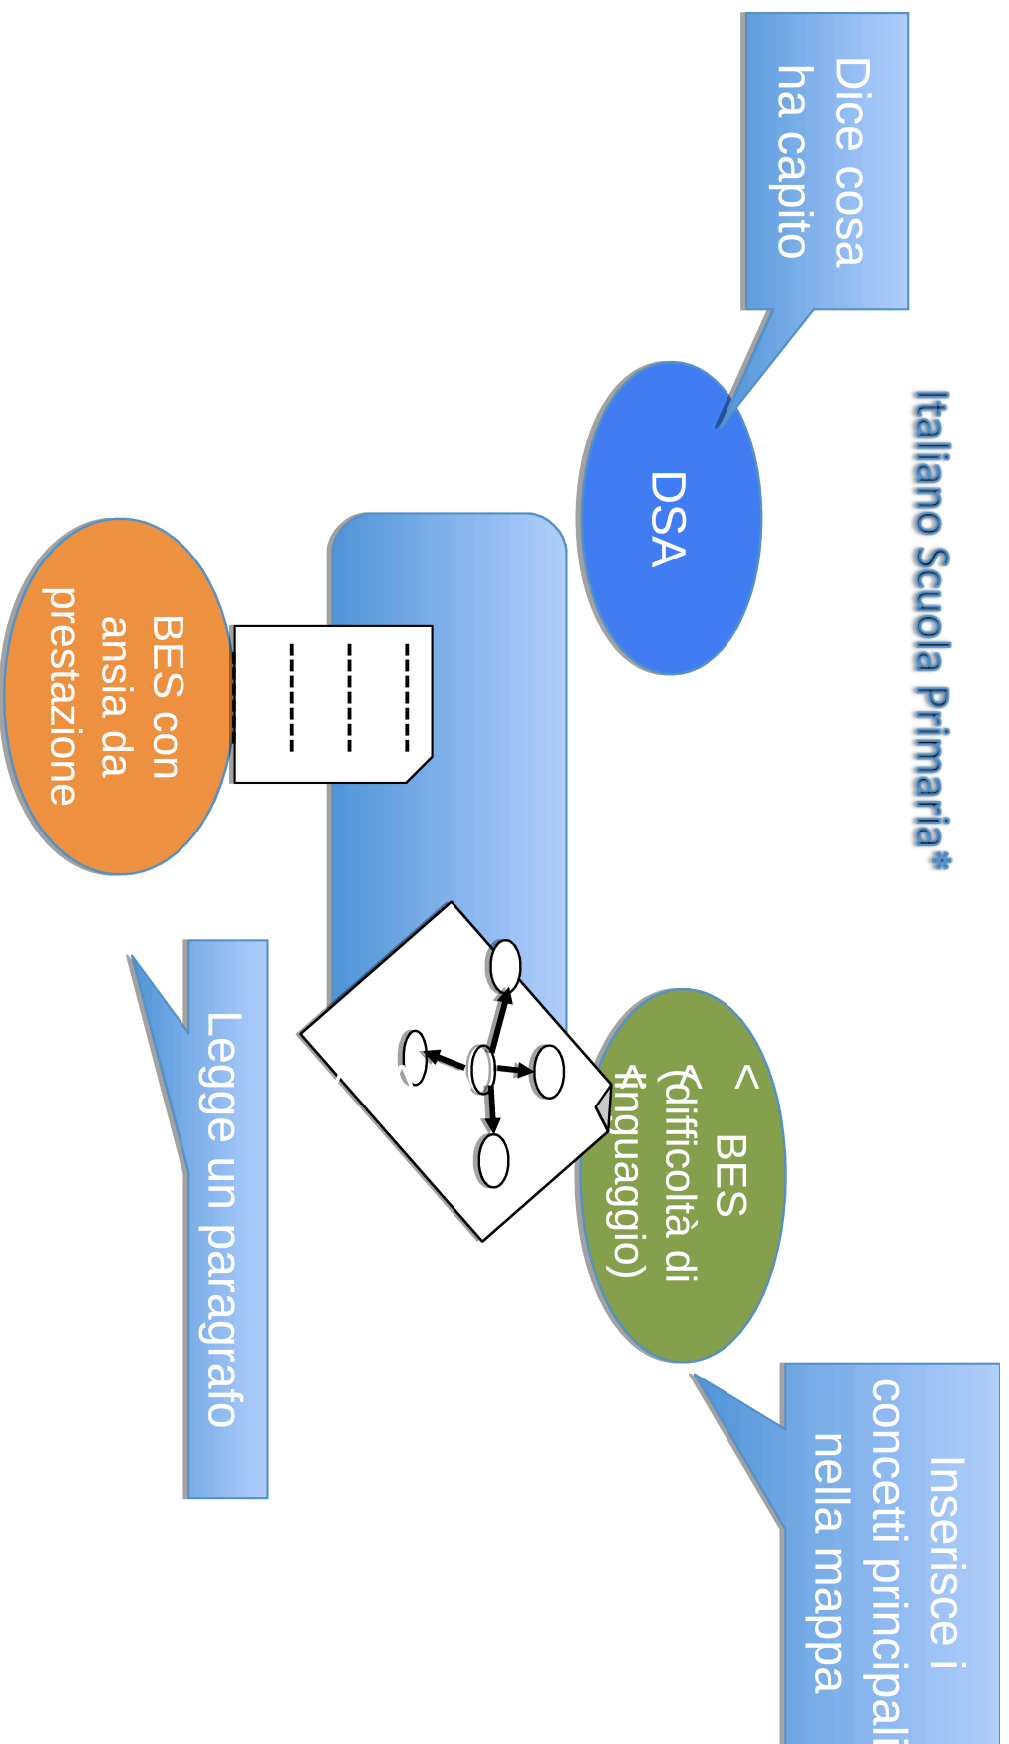 Italiano Scuola Primaria*
Dice cosa
ha capito
DSA
Inserisce i
concetti principali
nella mappa
<
BES
<
(difficoltà di
<
linguaggio)
BES con
ansia da
prestazione
Legge un paragrafo